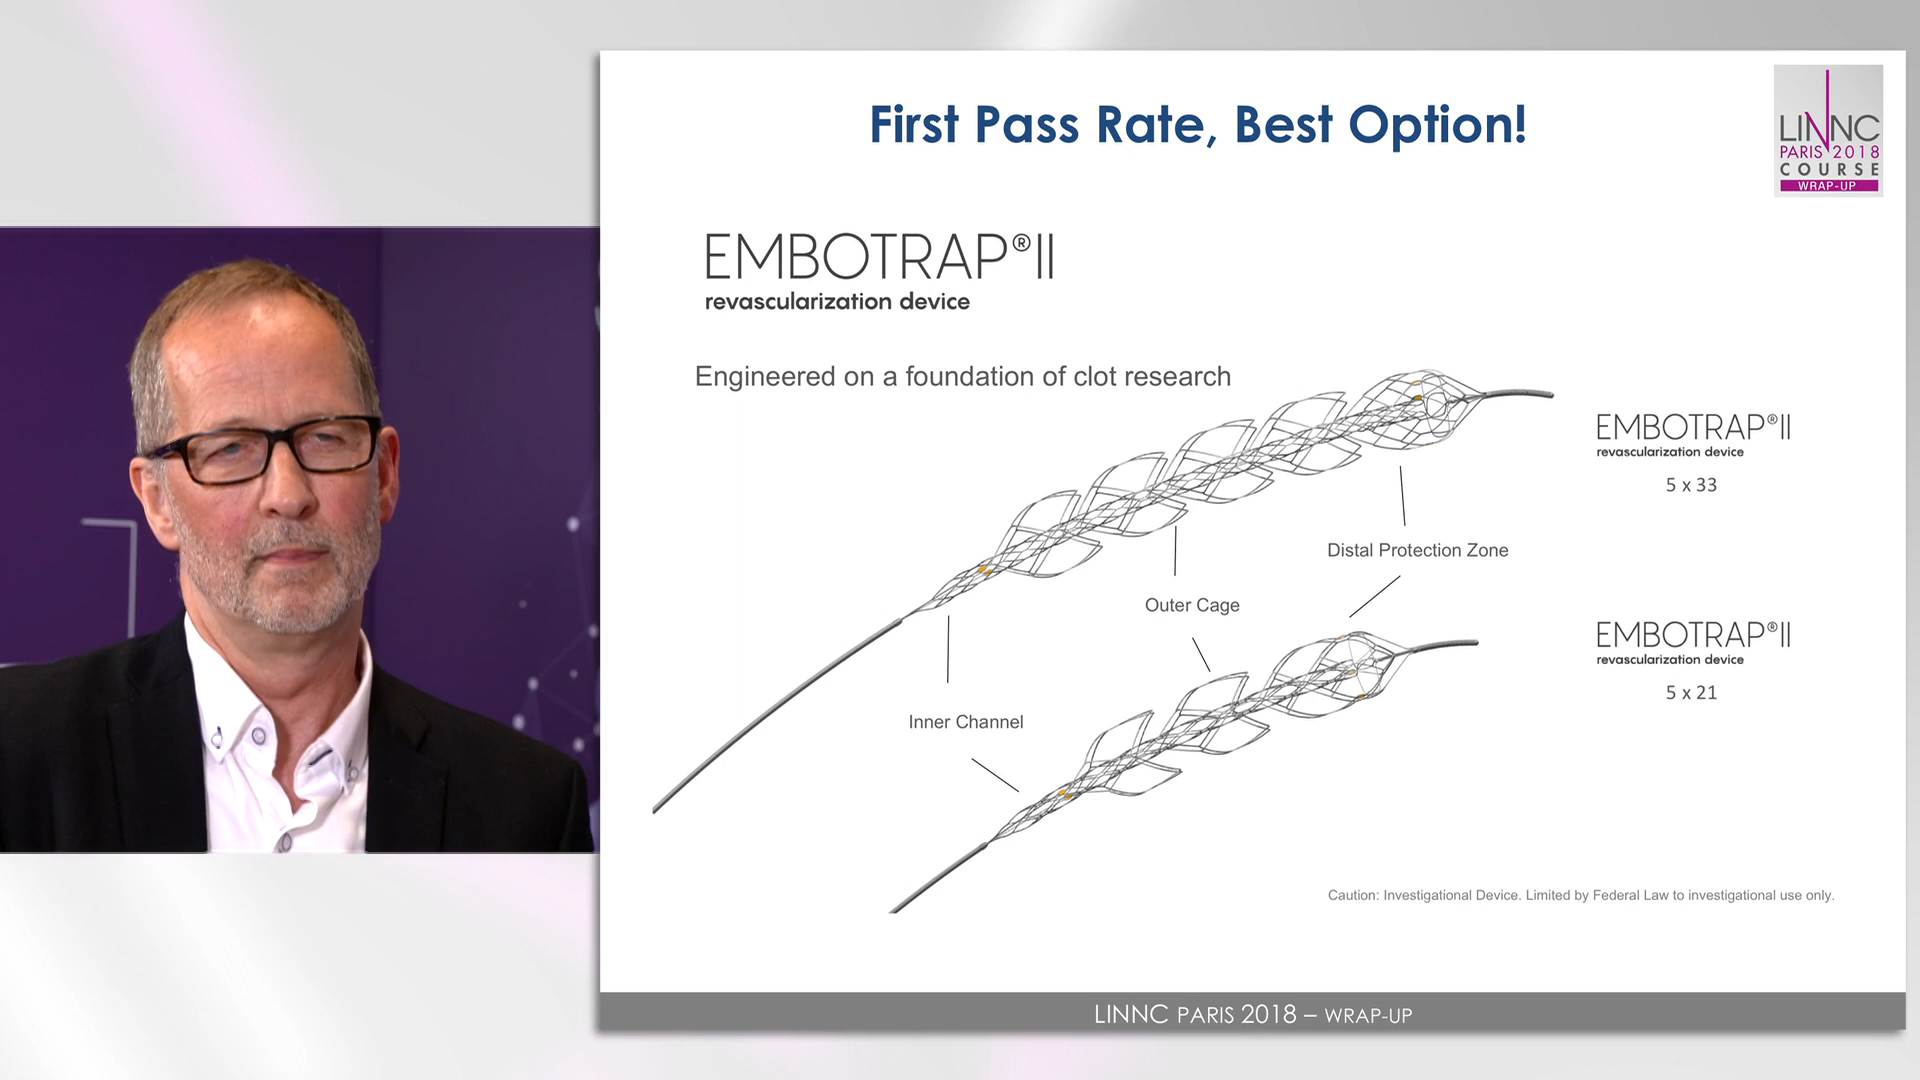 First Pass Rate, Best Option!
LINNC
PARIS 2018
COURSE
WRAP-UP
EMBOTRAP®II
revascularization device
Engineered on a foundation of clot research
EMBOTRAP®II
revascularization device
5 x 33
Distal Protection Zone
Outer Cage
EMBOTRAP®II
revascularization device
5 x 21
Inner Channel
Caution: Investigational Device. Limited by Federal Law to investigational use only.
LINNC PARIS 2018 – WRAP-UP